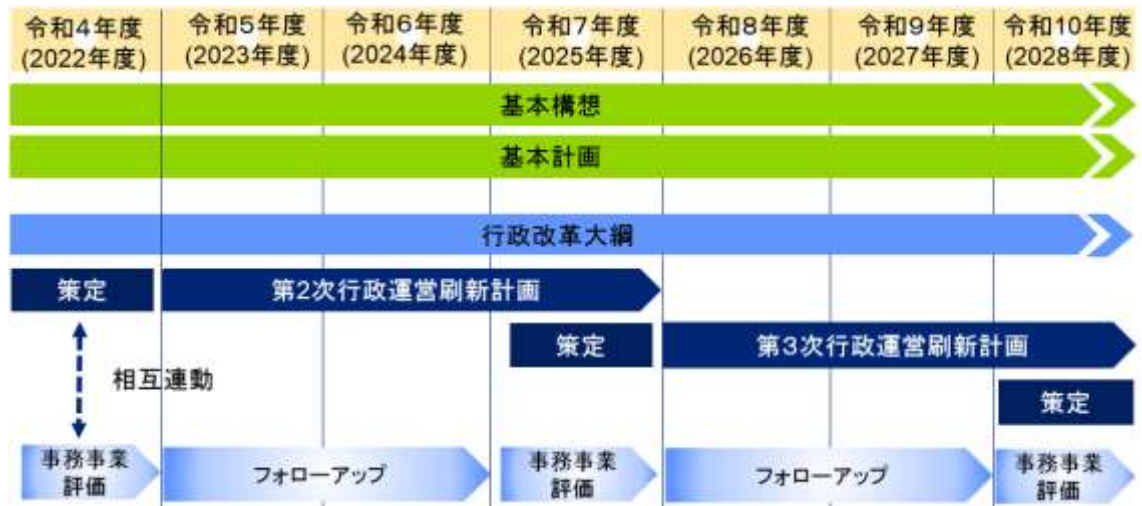 令和4年度
(2022年度)
令和5年度
(2023年度)
令和6年度
(2024年度)
令和7年度
(2025年度)
令和8年度
(2026年度)
令和9年度
(2027年度)
令和10年度
(2028年度)
基本構想
基本計画
行政改革大綱
策定
第2次行政運営刷新計画
策定
第3次行政運営刷新計画
相互連動
策定
事務事業
評価
フォローアップ
事務事業
評価
フォローアップ
事務事業
評価